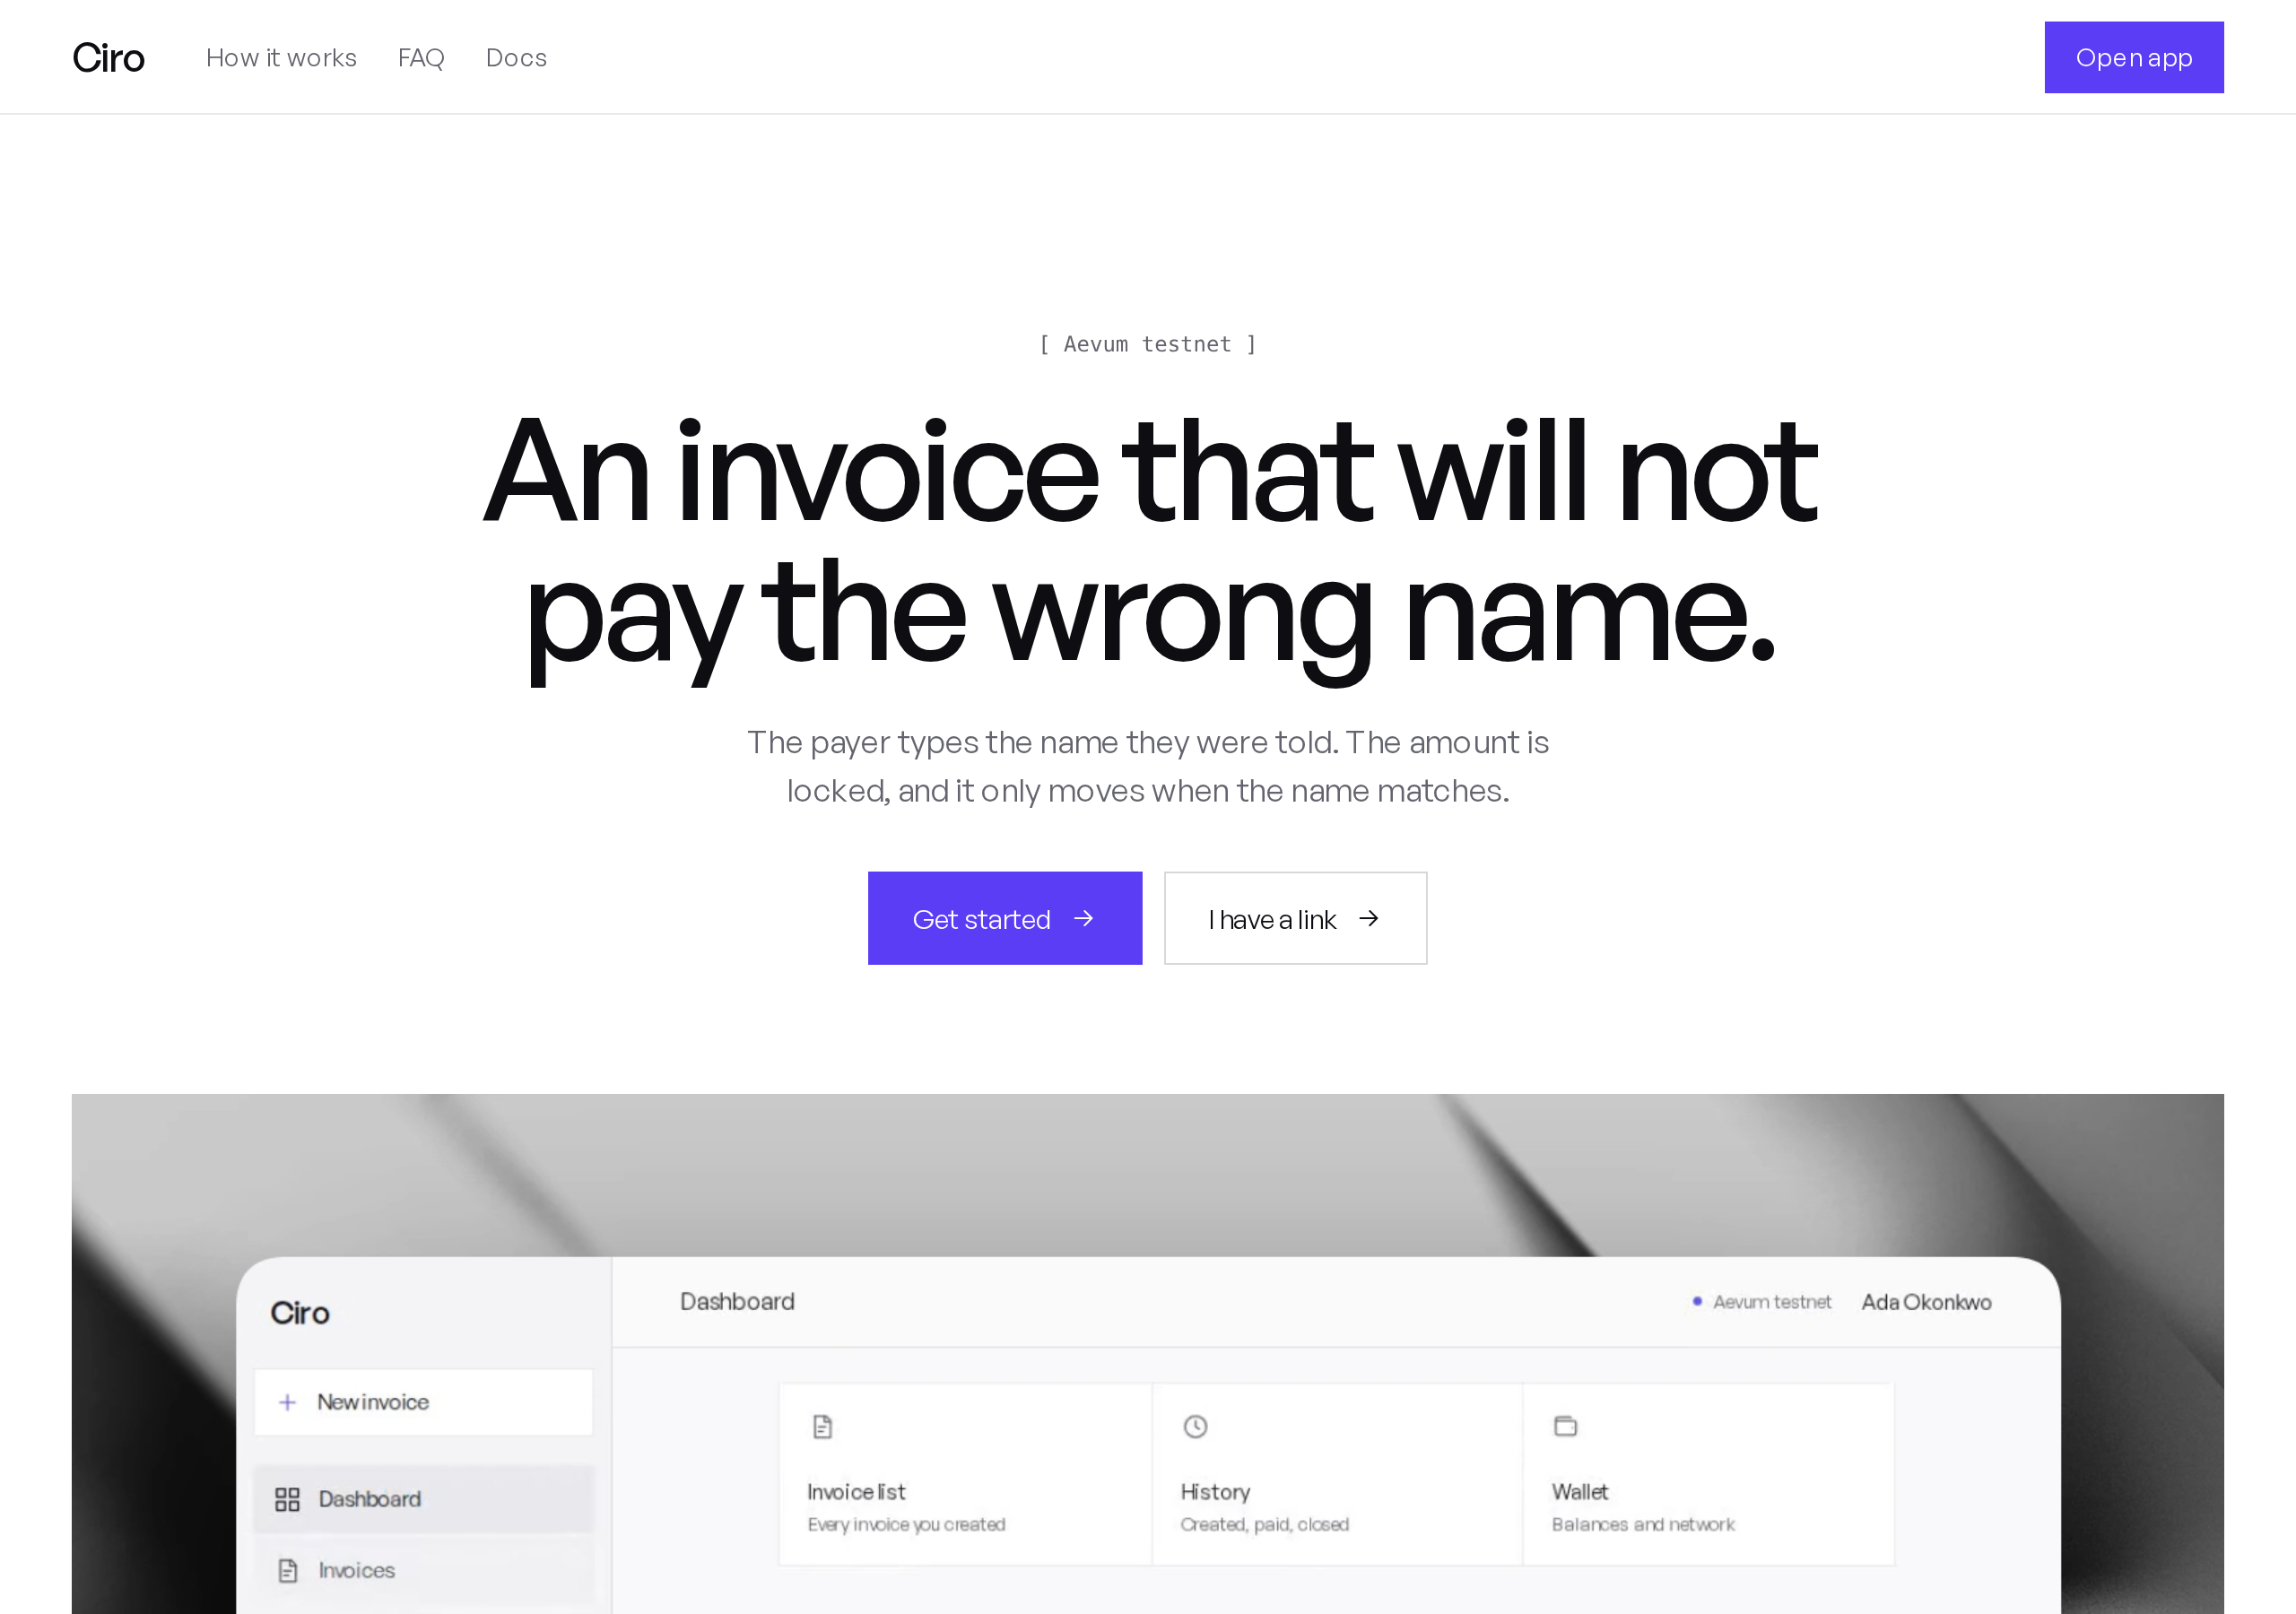 Ciro
How it works
FAQ
Docs
Open app
[ Aevum testnet ]
An invoice that will not
pay the wrong name.
The payer types the name they were told. The amount is
locked, and it only moves when the name matches.
Get started →
I have a link →
Ciro
Dashboard
Aevum testnet
Ada Okonkwo
+ New invoice
Dashboard
Invoices
Invoice list
Every invoice you created
History
Created, paid, closed
Wallet
Balances and network